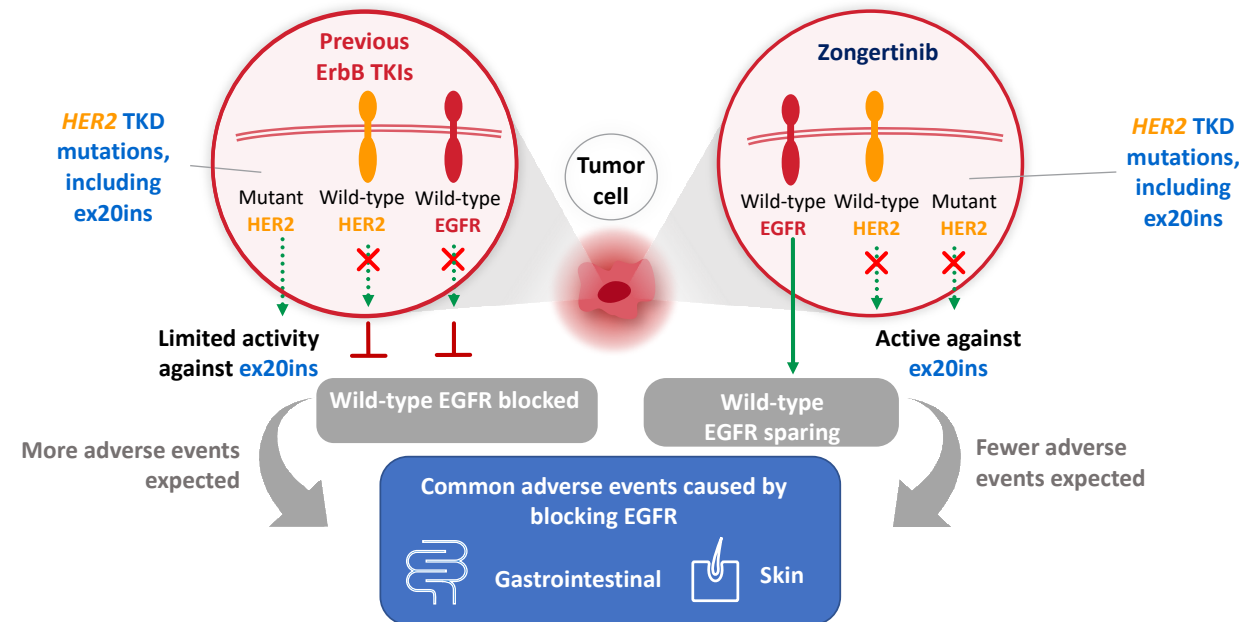 Previous
ErbB TKIs
HER2 TKD
mutations,
including
ex20ins
Mutant
HER2
Wild-type
HER2
Wild-type
EGFR
Limited activity
against ex20ins
Tumor
cell
Zongertinib
Wild-type
EGFR
Wild-type
HER2
Mutant
HER2
HER2 TKD
mutations,
including
ex20ins
Active against
ex20ins
Wild-type EGFR blocked
Wild-type
EGFR sparing
More adverse events
expected
Fewer adverse
events expected
Common adverse events caused by
blocking EGFR
Gastrointestinal
Skin